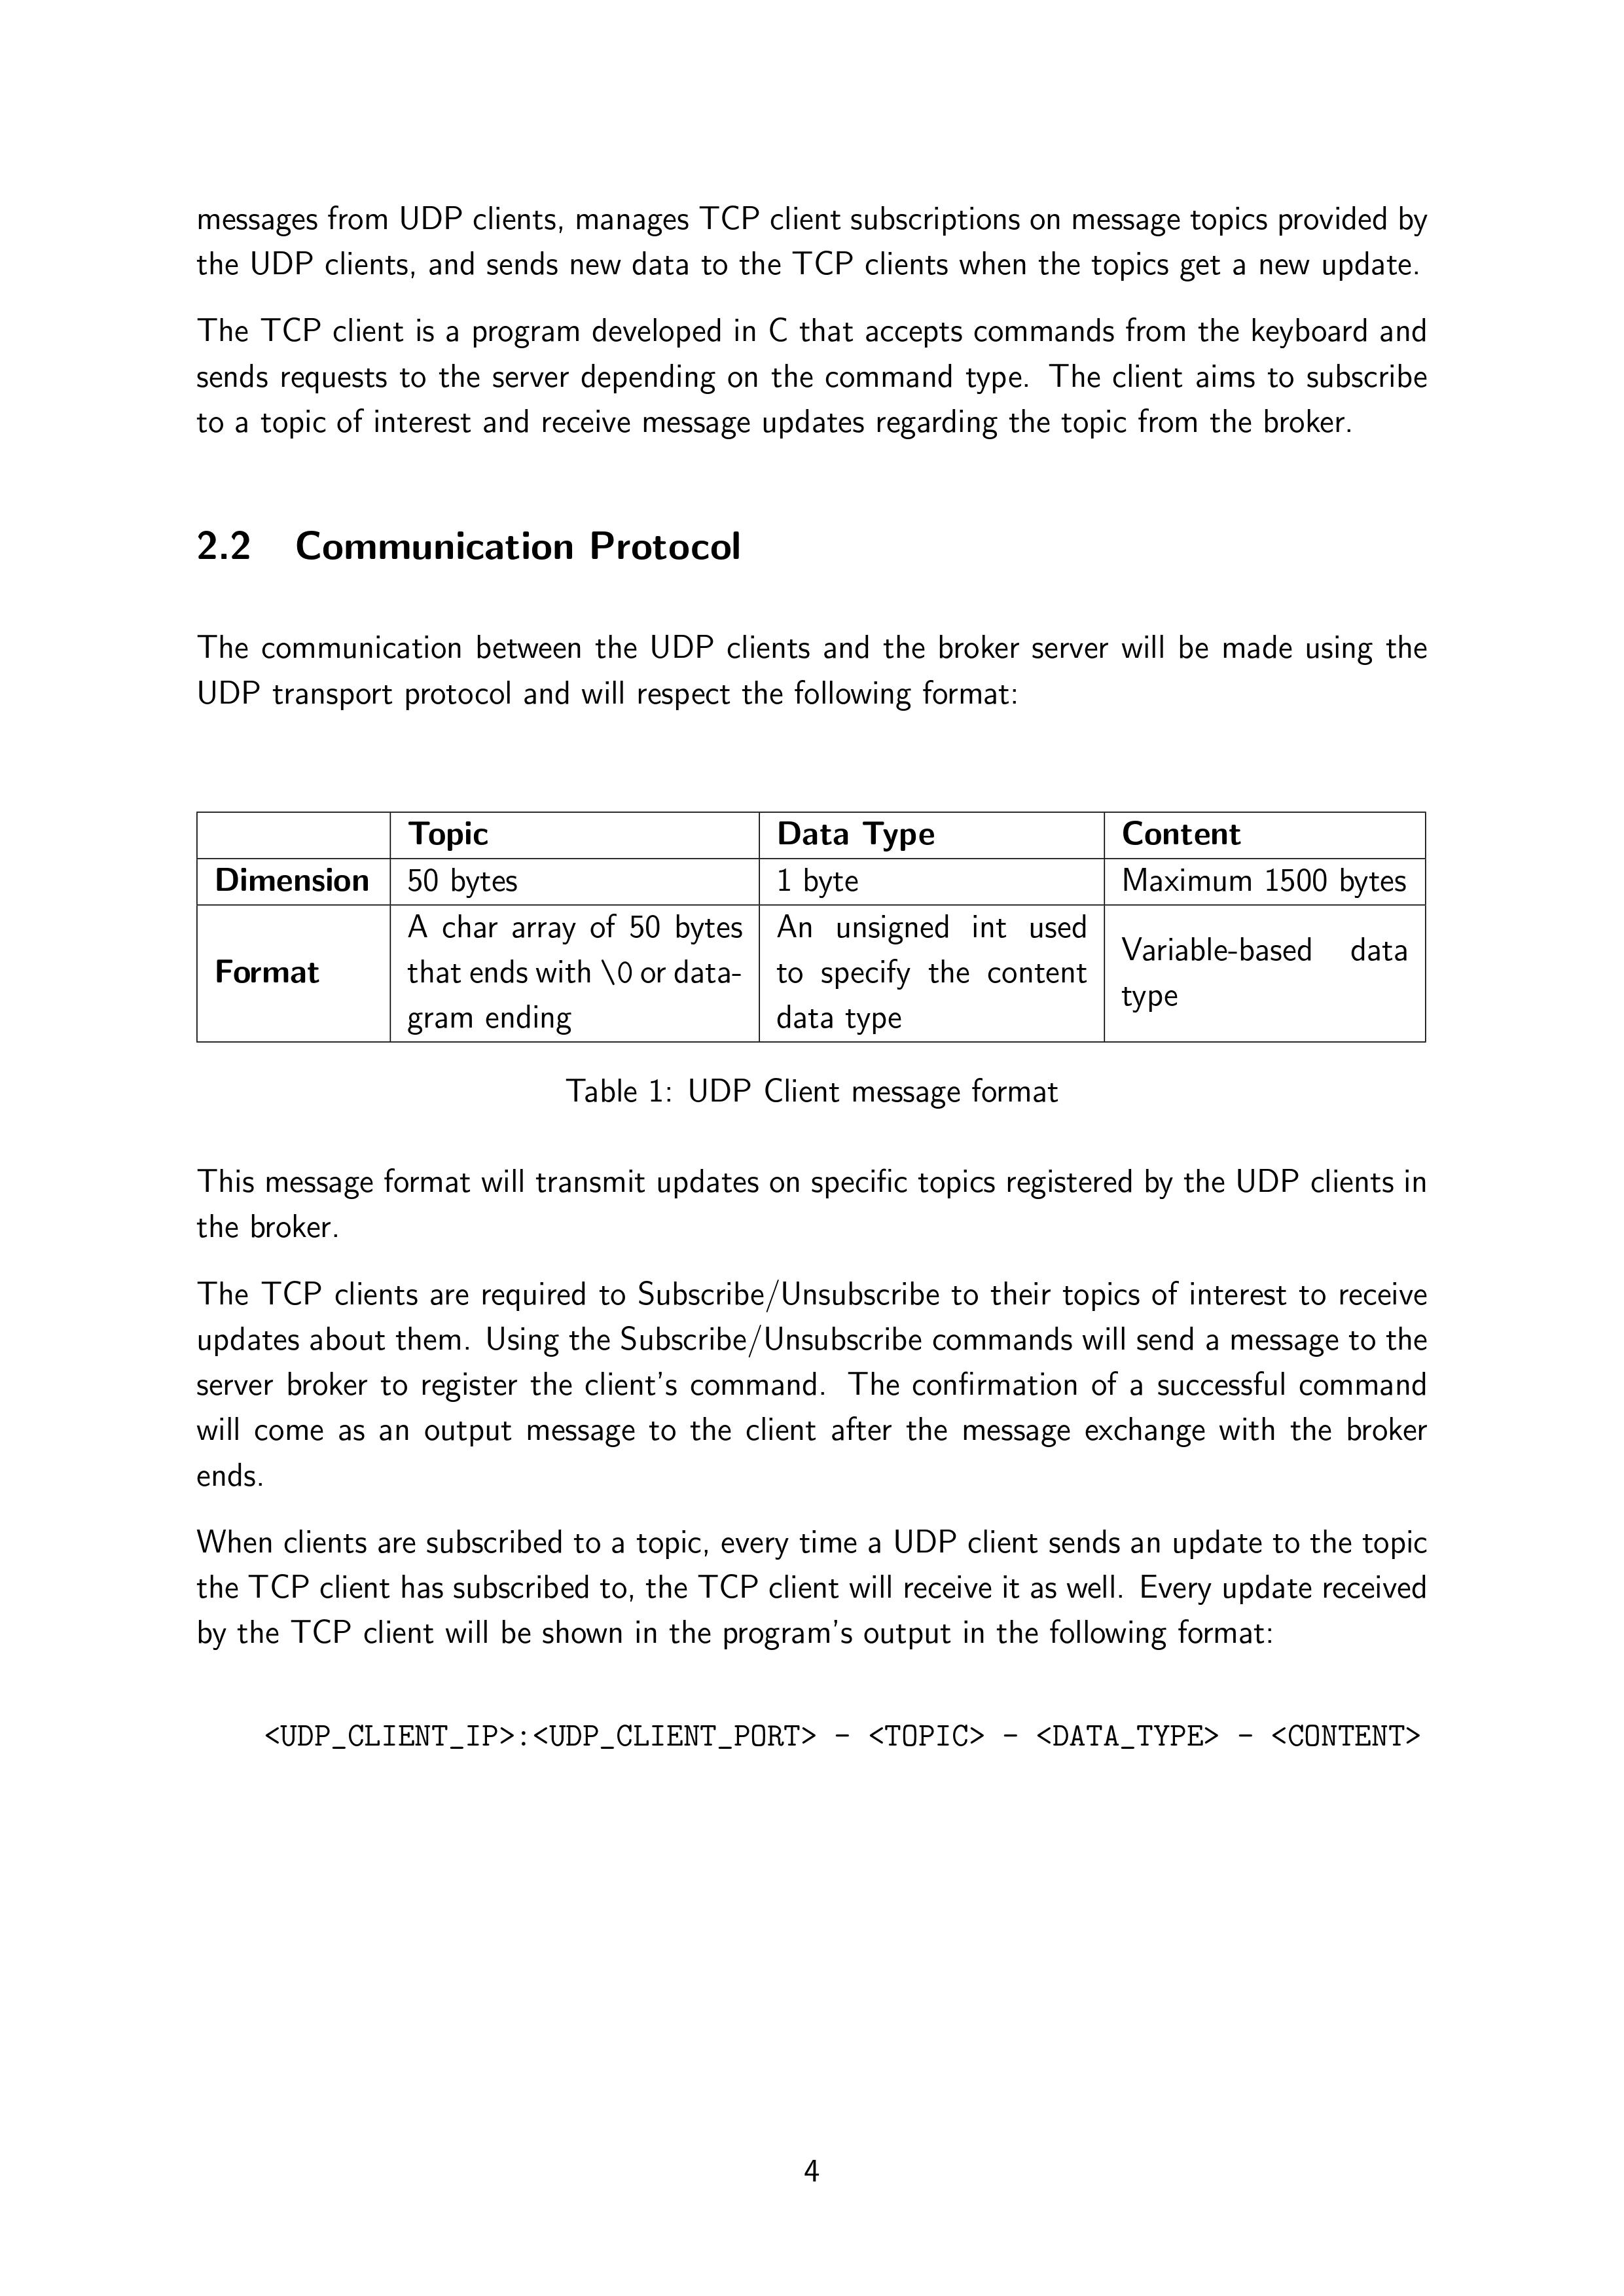 messages from UDP clients, manages TCP client subscriptions on message topics provided by
the UDP clients, and sends new data to the TCP clients when the topics get a new update.
The TCP client is a program developed in C that accepts commands from the keyboard and
sends requests to the server depending on the command type. The client aims to subscribe
to a topic of interest and receive message updates regarding the topic from the broker.
2.2 Communication Protocol
The communication between the UDP clients and the broker server will be made using the
UDP transport protocol and will respect the following format:
Topic Data Type Content
Dimension 50 bytes 1 byte Maximum 1500 bytes
Format
A char array of 50 bytes
that ends with \0 or data-
gram ending
An unsigned int used
to specify the content
data type
Variable-based data
type
Table 1: UDP Client message format
This message format will transmit updates on specific topics registered by the UDP clients in
the broker.
The TCP clients are required to Subscribe/Unsubscribe to their topics of interest to receive
updates about them. Using the Subscribe/Unsubscribe commands will send a message to the
server broker to register the client's command. The confirmation of a successful command
will come as an output message to the client after the message exchange with the broker
ends.
When clients are subscribed to a topic, every time a UDP client sends an update to the topic
the TCP client has subscribed to, the TCP client will receive it as well. Every update received
by the TCP client will be shown in the program's output in the following format:
<UDP_CLIENT_IP>:<UDP_CLIENT_PORT> - <TOPIC> - <DATA_TYPE> - <CONTENT>
4